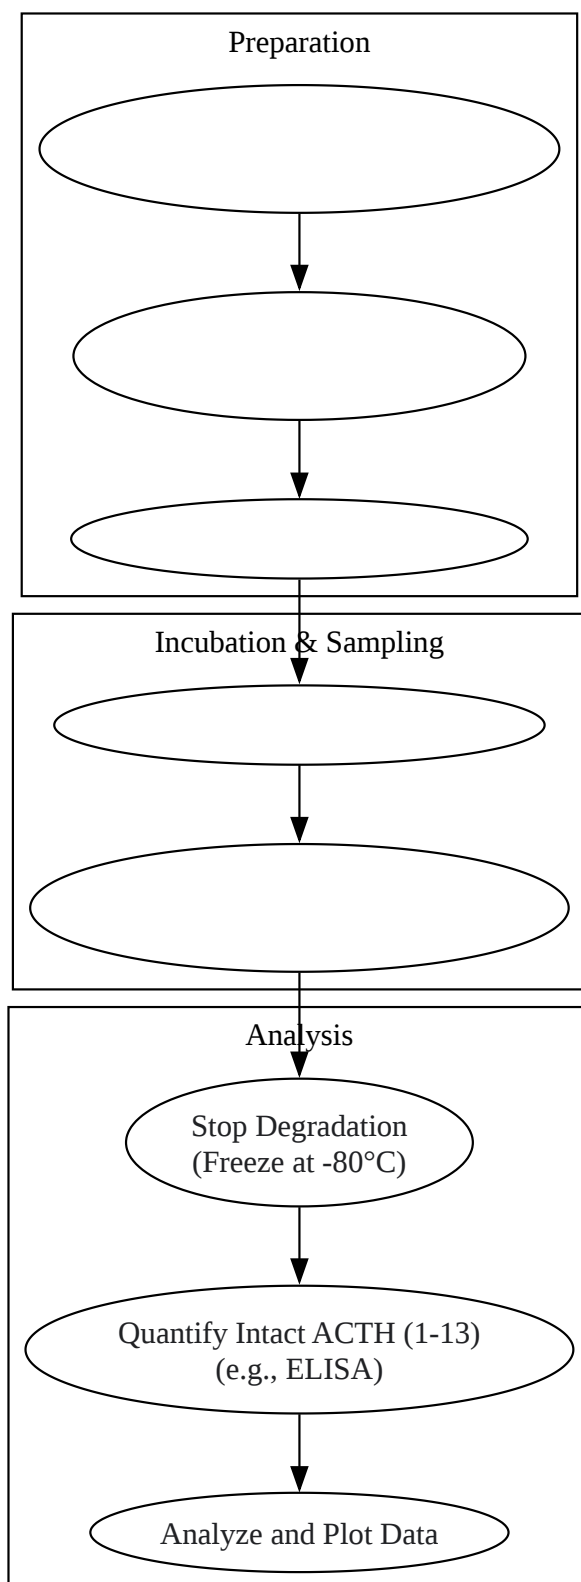 Preparation
Incubation & Sampling
Analysis
Stop Degradation
(Freeze at -80°C)
Quantify Intact ACTH (1-13)
(e.g., ELISA)
Analyze and Plot Data